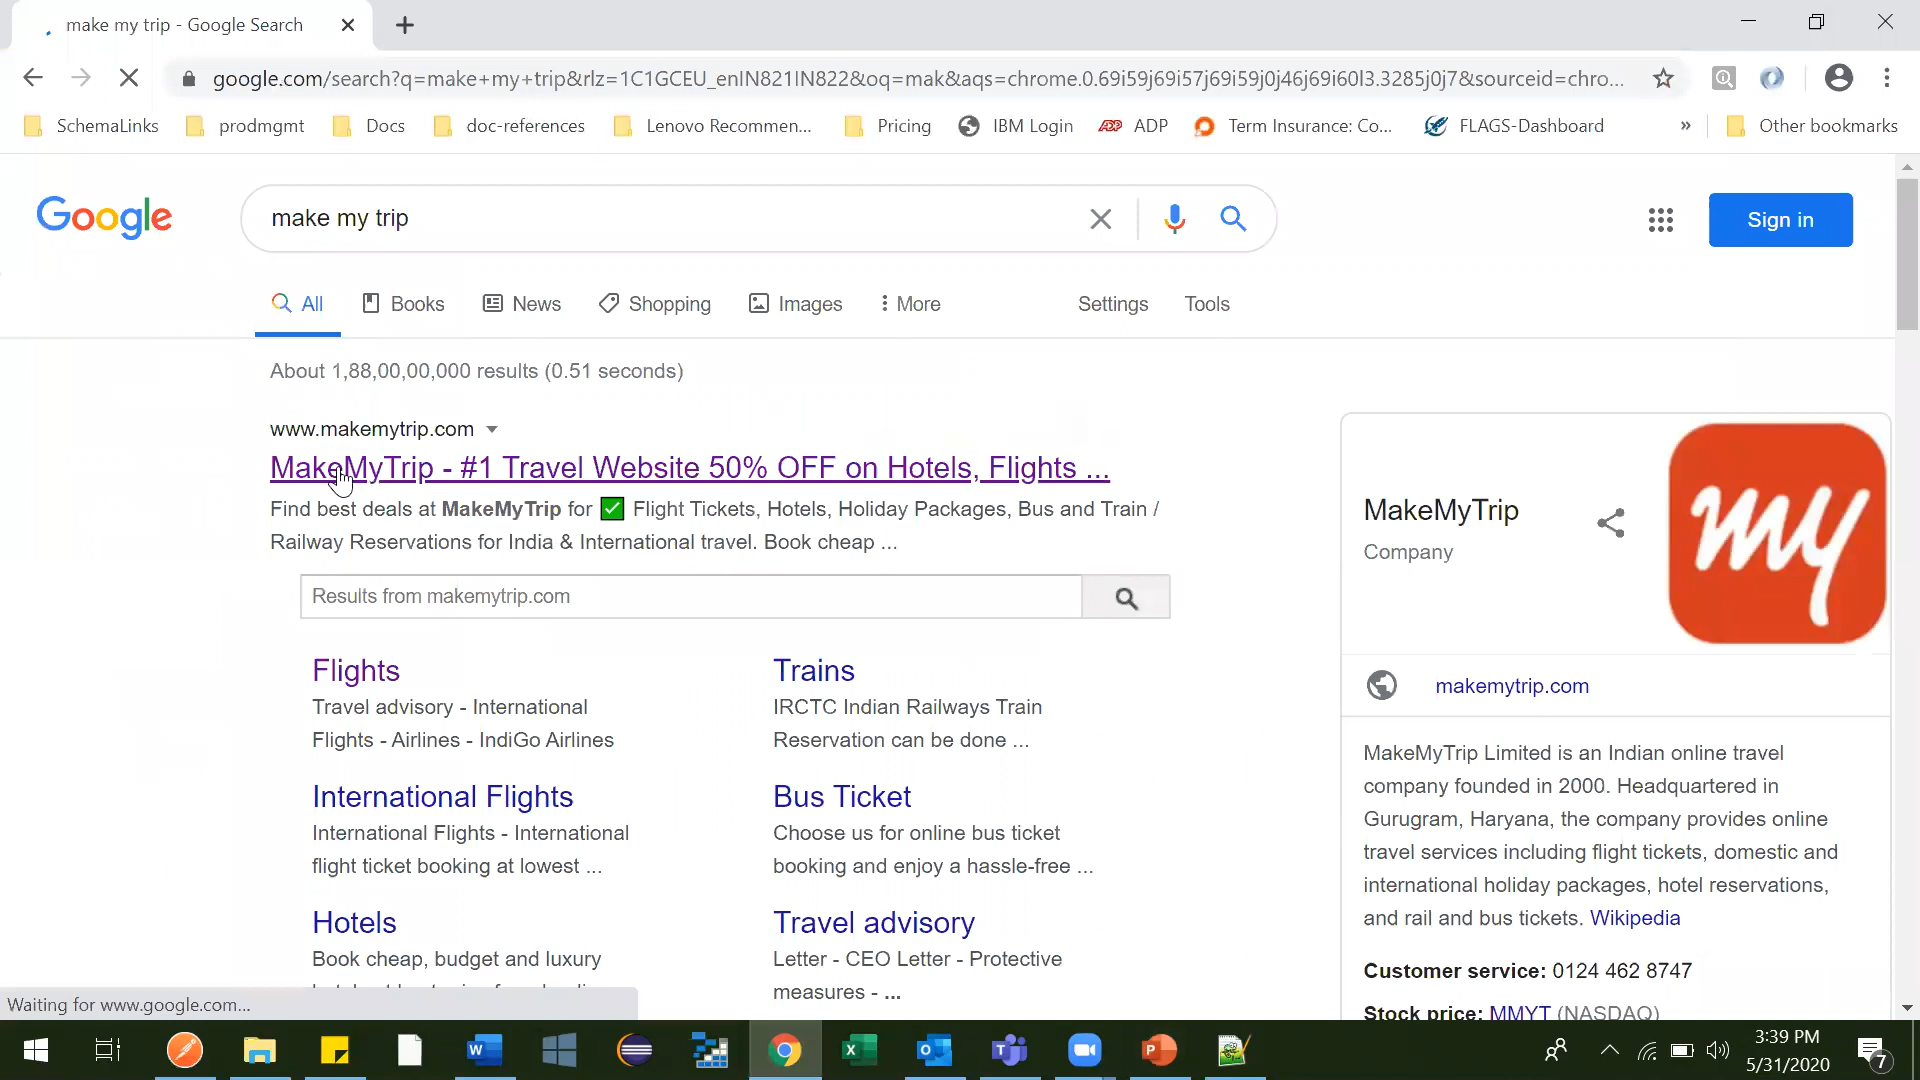 make my trip - Google Search
google.com/search?q=make+my+trip&rlz=1C1GCEU_enIN821IN822&oq=mak&aqs=chrome.0.69i59j69i57j69i59j0j46j69i60l3.3285j0j7&sourceid=chro...
SchemaLinks prodmgmt Docs doc-references Lenovo Recommen... Pricing IBM Login ADP ADP Term Insurance: Co... FLAGS-Dashboard » Other bookmarks
Google make my trip Sign in
All Books News Shopping Images More Settings Tools
About 1,88,00,00,000 results (0.51 seconds)
www.makemytrip.com
MakeMyTrip - #1 Travel Website 50% OFF on Hotels, Flights ...
Find best deals at MakeMyTrip for ✅ Flight Tickets, Hotels, Holiday Packages, Bus and Train /
Railway Reservations for India & International travel. Book cheap ...
Results from makemytrip.com
Flights
Travel advisory - International
Flights - Airlines - IndiGo Airlines
Trains
IRCTC Indian Railways Train
Reservation can be done ...
International Flights
International Flights - International
flight ticket booking at lowest ...
Bus Ticket
Choose us for online bus ticket
booking and enjoy a hassle-free ...
Hotels
Book cheap, budget and luxury
Travel advisory
Letter - CEO Letter - Protective
measures - ...
MakeMyTrip
Company
my
makemytrip.com
MakeMyTrip Limited is an Indian online travel
company founded in 2000. Headquartered in
Gurugram, Haryana, the company provides online
travel services including flight tickets, domestic and
international holiday packages, hotel reservations,
and rail and bus tickets. Wikipedia
Customer service: 0124 462 8747
Stock price: MMYT (NASDAQ)
Waiting for www.google.com...
3:39 PM
5/31/2020
7